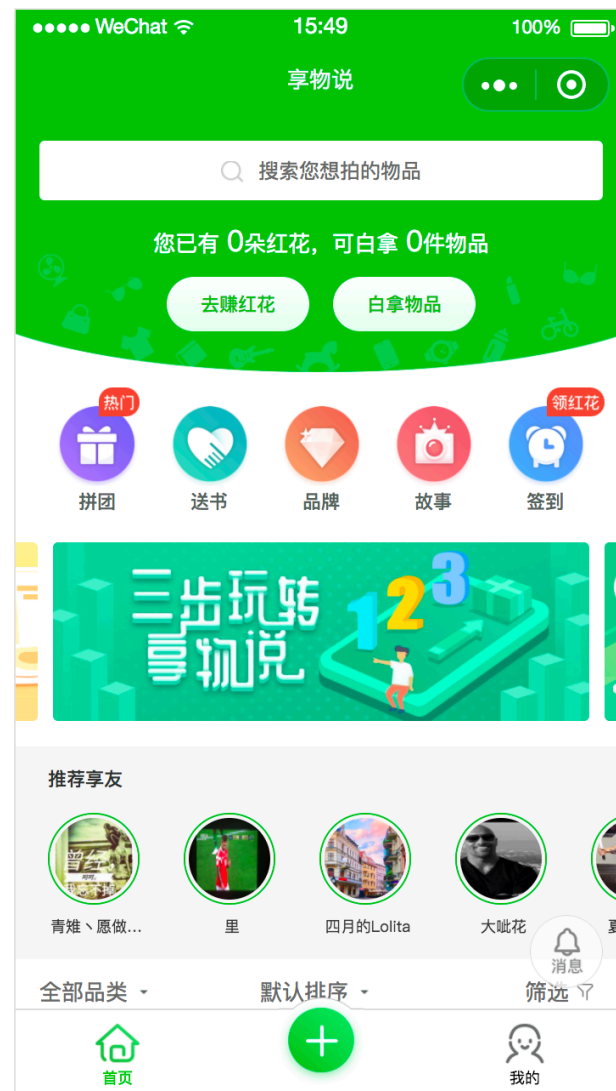 WeChat
15:49
100%
享物说
搜索您想拍的物品
您已有 0朵红花，可白拿 0件物品
去赚红花
白拿物品
热门
领红花
拼团
送书
品牌
故事
签到
三步玩转
享物说
1
2
3
推荐享友
青雉丶愿做...
里
四月的Lolita
大呲花
消息
全部品类
默认排序
筛选
首页
我的